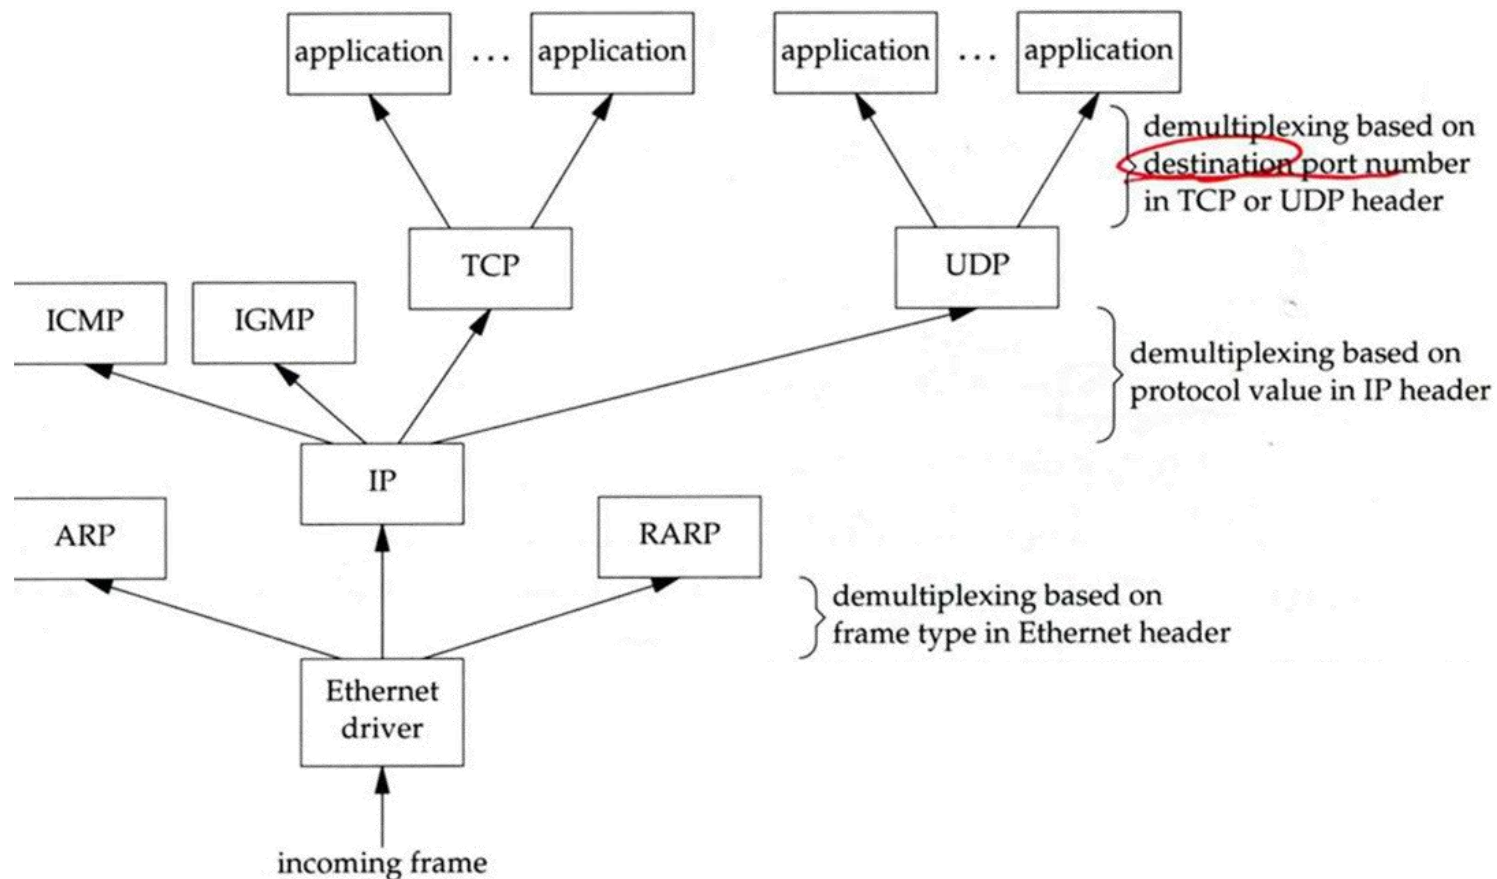 application ... application application ... application
demultiplexing based on
destination port number
in TCP or UDP header
TCP UDP
ICMP IGMP
demultiplexing based on
protocol value in IP header
IP
ARP RARP
demultiplexing based on
frame type in Ethernet header
Ethernet
driver
incoming frame